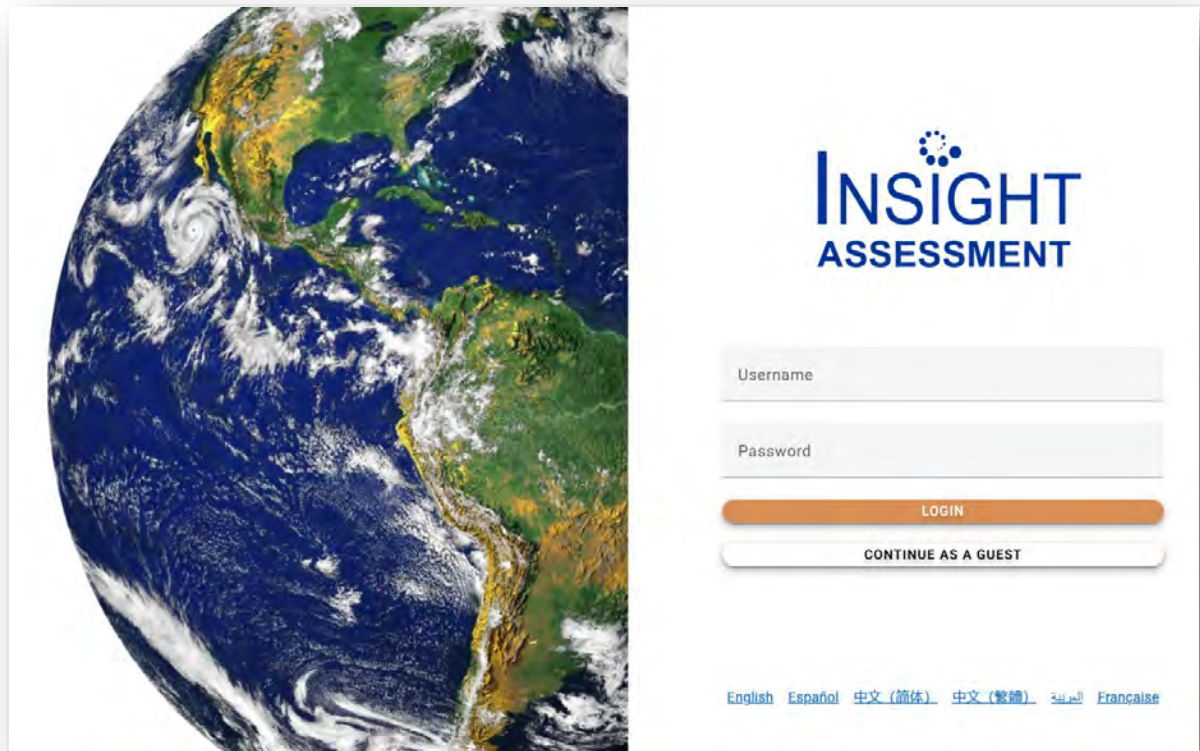 INSIGHT
ASSESSMENT
Username
Password
LOGIN
CONTINUE AS A GUEST
English Español 中文（简体） 中文（繁體） العربية Française